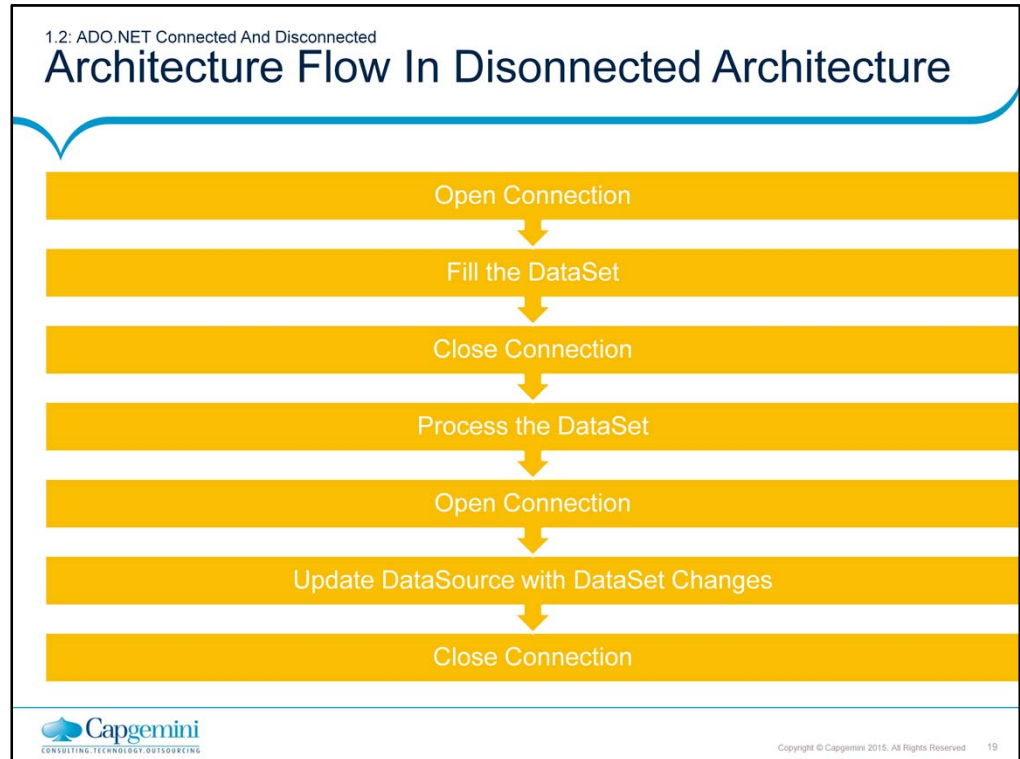 1.2: ADO.NET Connected And Disconnected
Architecture Flow In Disonnected Architecture
Open Connection
Fill the DataSet
Close Connection
Process the DataSet
Open Connection
Update DataSource with DataSet Changes
Close Connection
Capgemini
CONSULTING.TECHNOLOGY.OUTSOURCING
Copyright © Capgemini 2015. All Rights Reserved 19